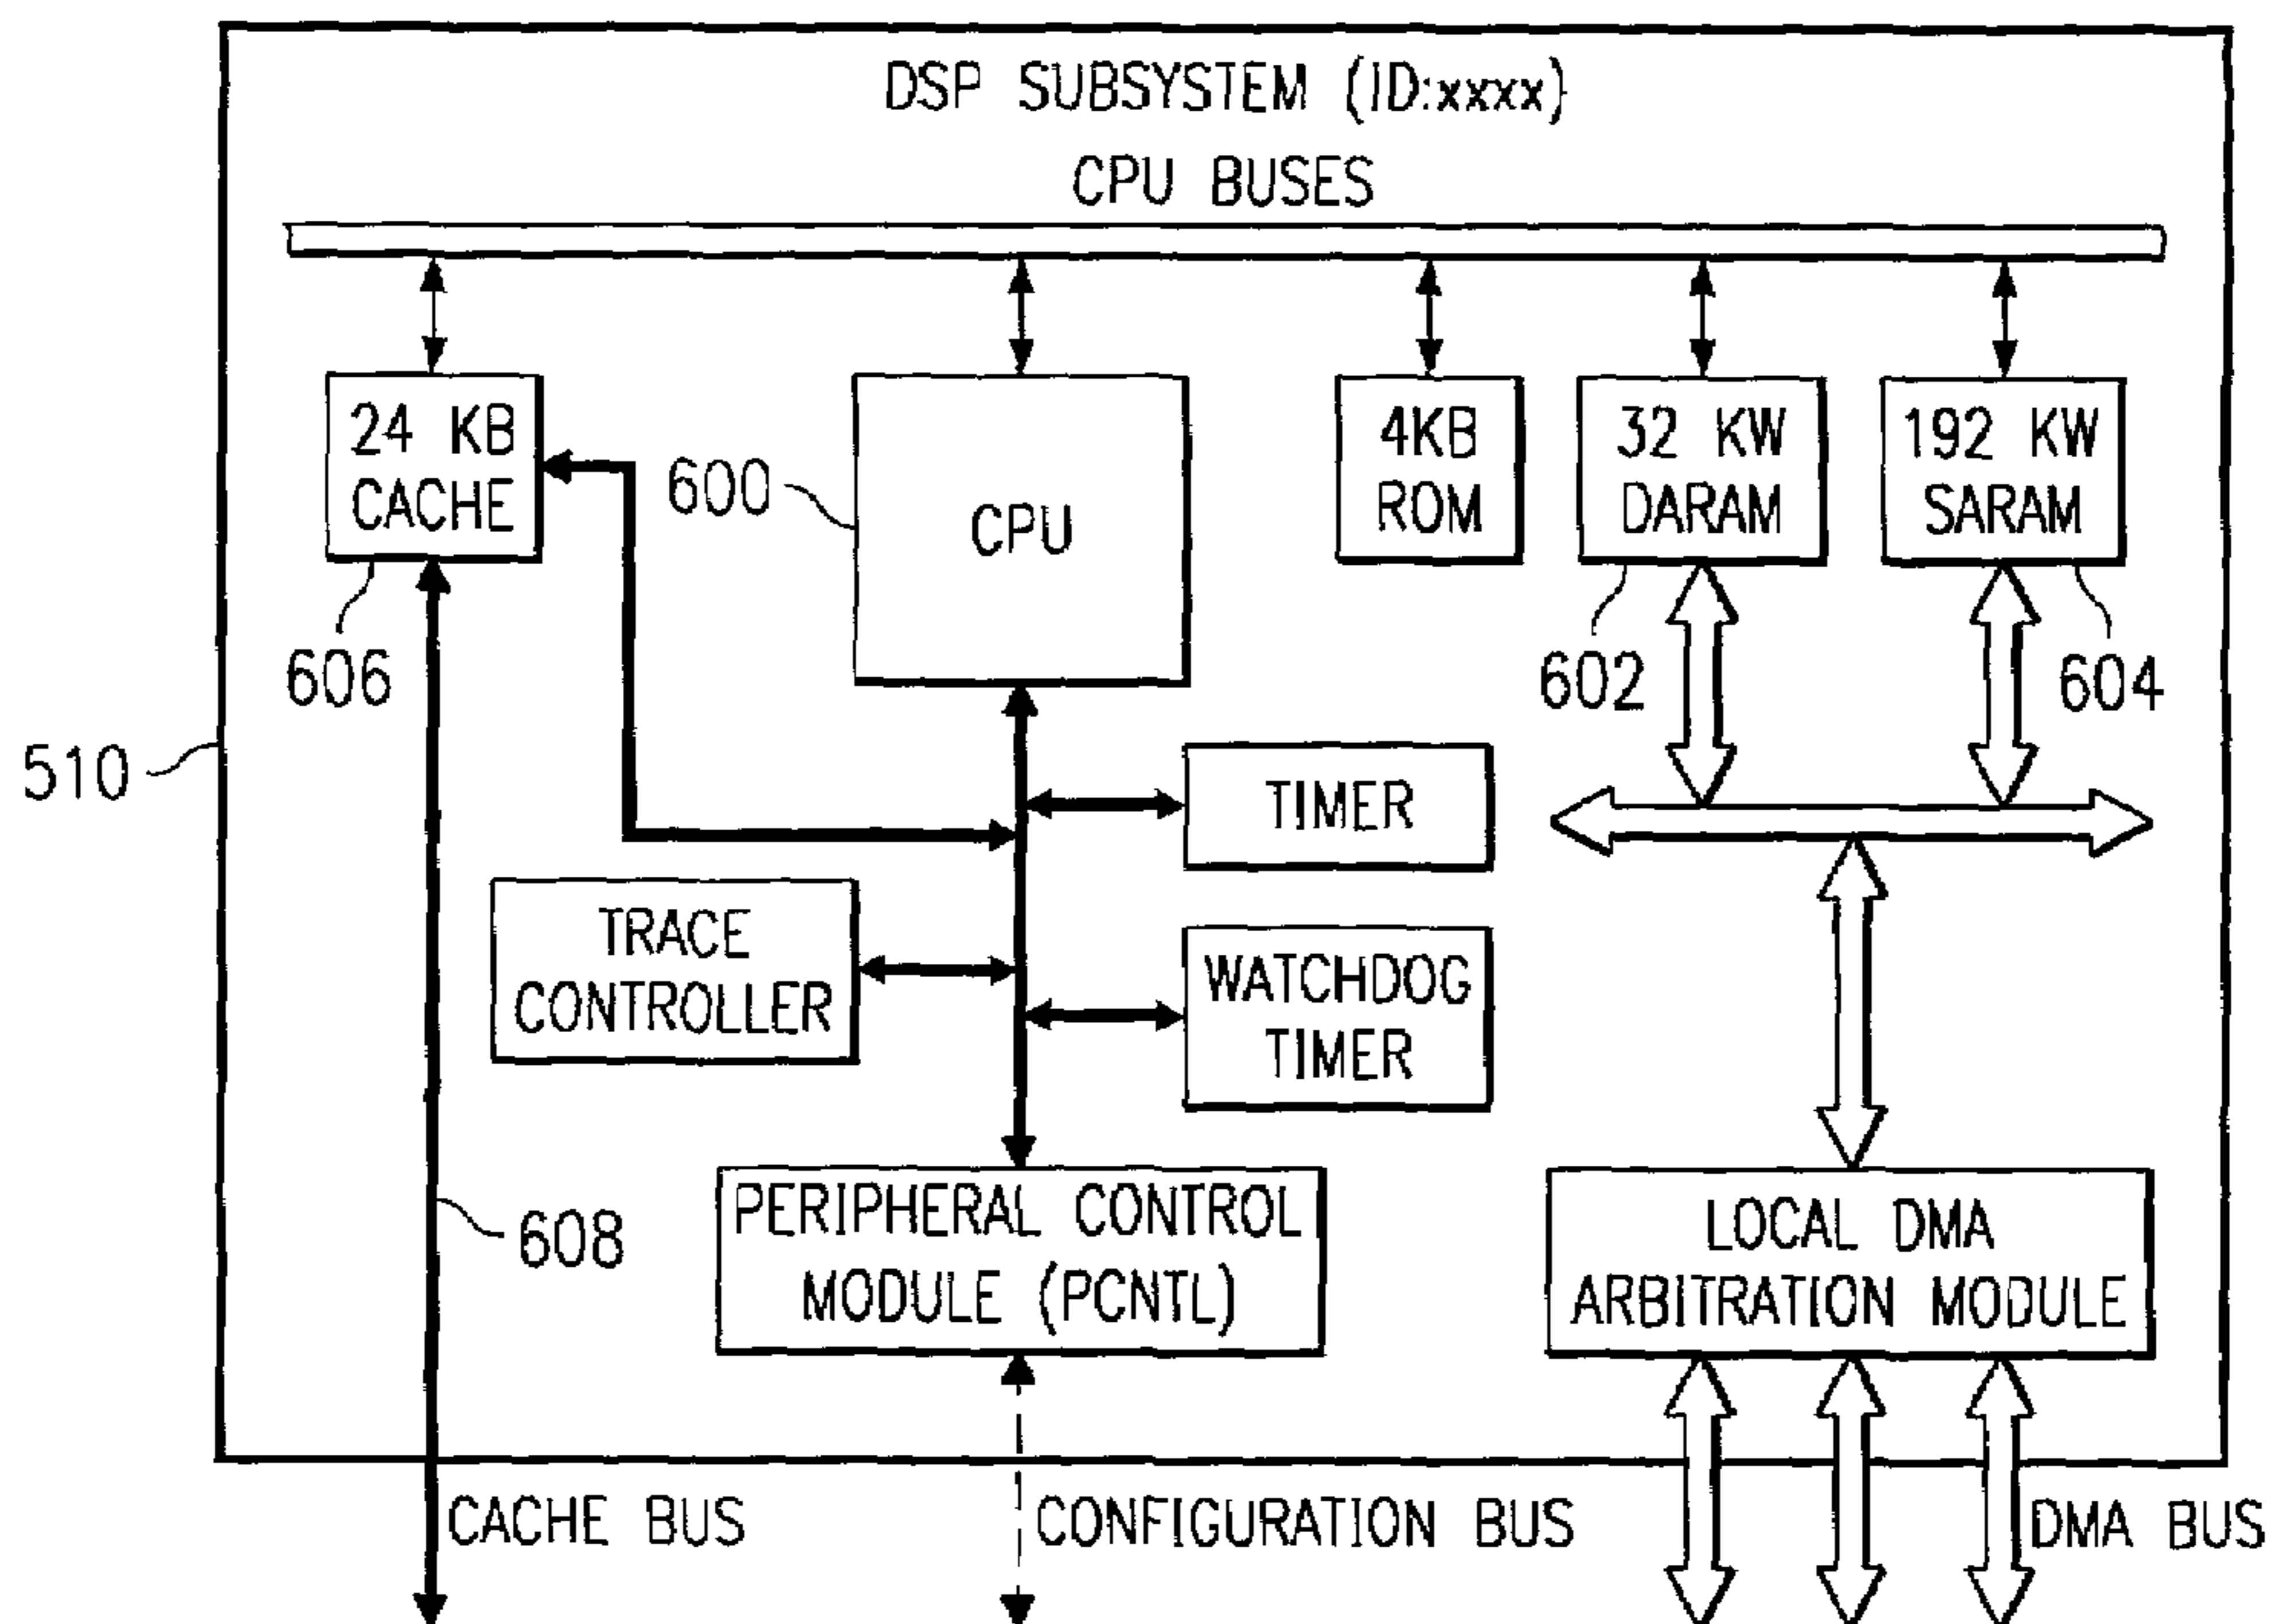 DSP SUBSYSTEM (ID:xxxx)
CPU BUSES
24 KB
CACHE
600
CPU
4KB
ROM
32 KW
DARAM
192 KW
SARAM
606
602
604
510
TIMER
TRACE
CONTROLLER
WATCHDOG
TIMER
608
PERIPHERAL CONTROL
MODULE (PCNTL)
LOCAL DMA
ARBITRATION MODULE
CACHE BUS
CONFIGURATION BUS
DMA BUS